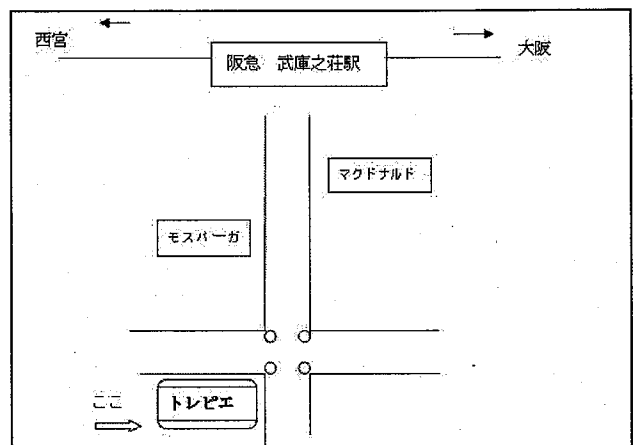 西宮
大阪
阪急 武庫之荘駅
マクドナルド
モスバーガ
ここ
トレピエ